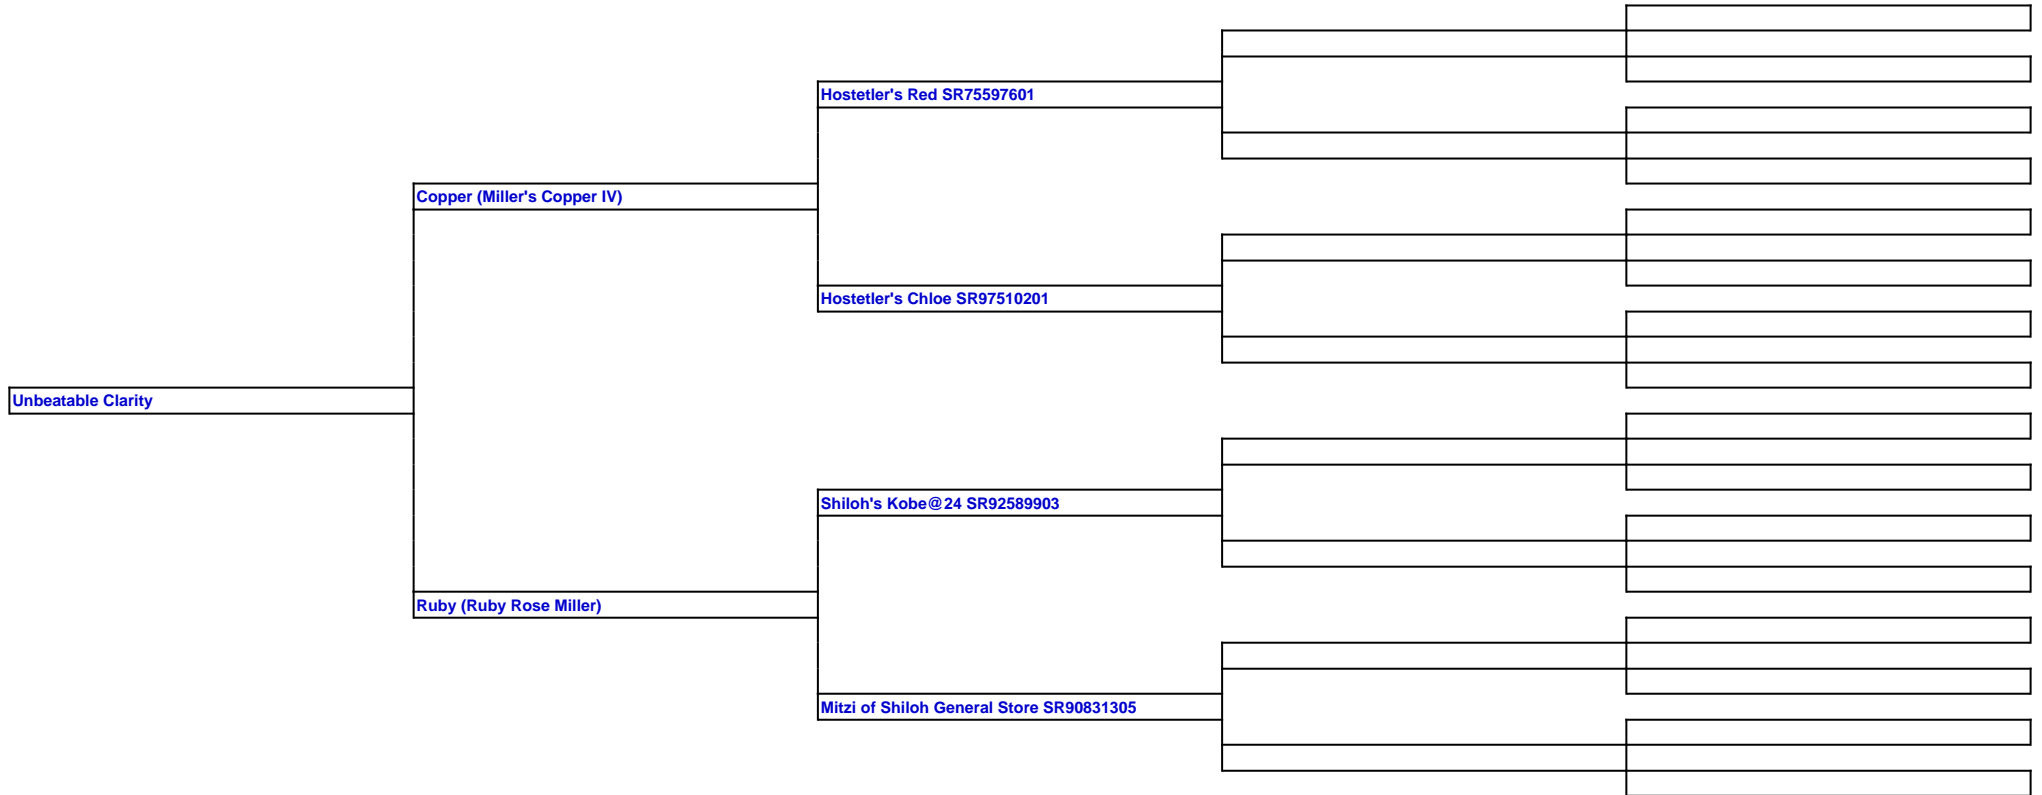 Hostetler's Red SR75597601
Copper (Miller's Copper IV)
Hostetler's Chloe SR97510201
Unbeatable Clarity
Shiloh's Kobe@24 SR92589903
Ruby (Ruby Rose Miller)
Mitzi of Shiloh General Store SR90831305